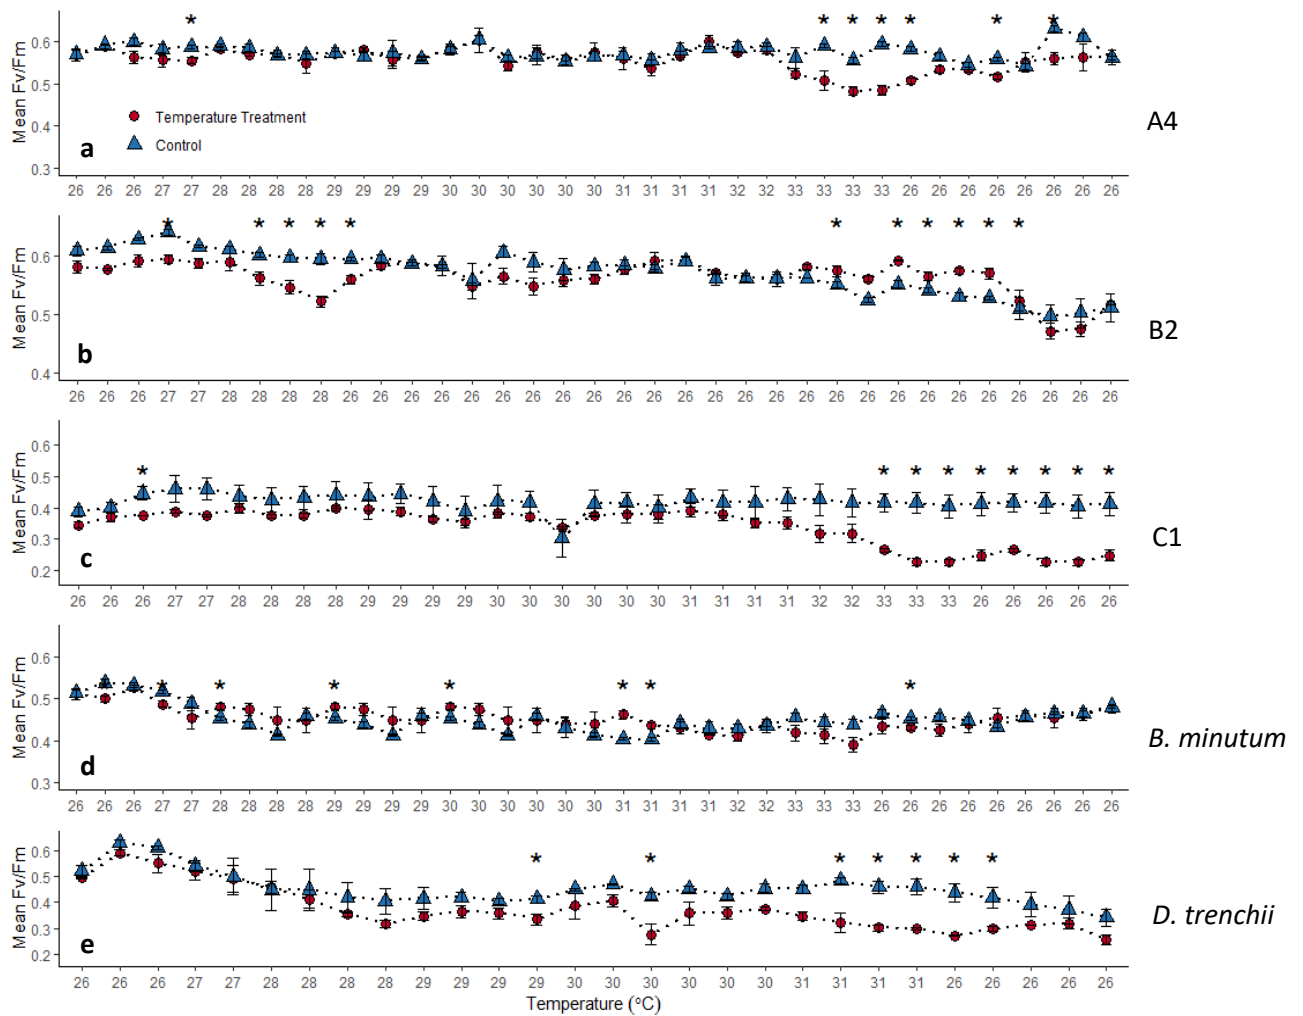 Mean Fv/Fm
0.6
0.5
0.4
0.3
* * * * * * *
Temperature Treatment
Control
a
A4
26 26 26 27 27 28 28 28 28 29 29 29 29 30 30 30 30 30 30 31 31 31 31 32 32 33 33 33 33 26 26 26 26 26 26 26 26
Mean Fv/Fm
0.6
0.5
0.4
* * * * * * * * * * *
b
B2
26 26 26 27 27 28 28 28 28 26 26 26 26 26 26 26 26 26 26 26 26 26 26 26 26 26 26 26 26 26 26 26 26 26 26
Mean Fv/Fm
0.6
0.5
0.4
0.3
0.2
* * * * * * * * *
c
C1
26 26 26 27 27 28 28 28 28 29 29 29 29 30 30 30 30 30 30 31 31 31 31 32 32 33 33 33 26 26 26 26 26
Mean Fv/Fm
0.6
0.5
0.4
0.3
* * * * * * * *
d
B. minutum
26 26 26 27 27 28 28 28 28 29 29 29 29 30 30 30 30 30 30 31 31 31 31 32 32 33 33 33 26 26 26 26 26 26 26 26 26
Mean Fv/Fm
0.6
0.5
0.4
0.3
0.2
* * * * * * *
e
D. trenchii
26 26 26 27 27 28 28 28 28 29 29 29 29 30 30 30 30 30 30 31 31 31 31 26 26 26 26 26
Temperature (°C)